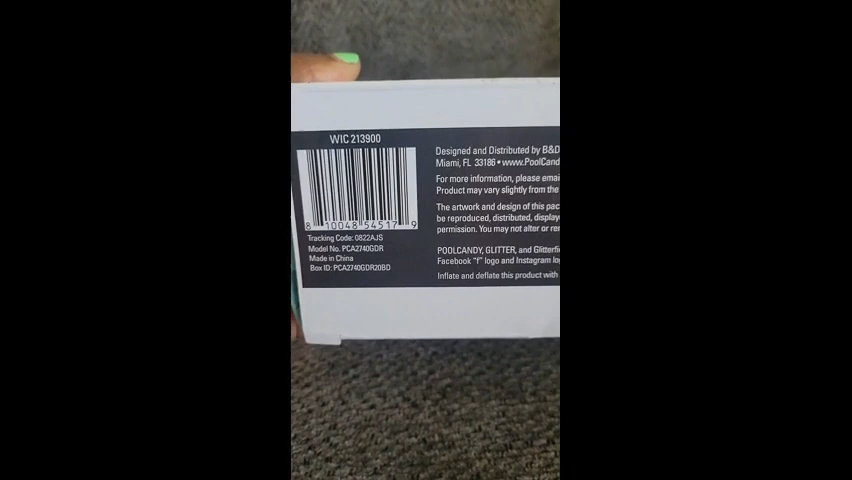 WIC 213900
8 10048 54517 9
Tracking Code: 0822AJS
Model No. PCA2740GDR
Made in China
Box ID: PCA2740GDR20BD
Designed and Distributed by B&D
Miami, FL 33186 • www.PoolCand
For more information, please emai
Product may vary slightly from the
The artwork and design of this pac
be reproduced, distributed, display
permission. You may not alter or re
POOLCANDY, GLITTER, and Glitterfi
Facebook "f" logo and Instagram lo
Inflate and deflate this product with